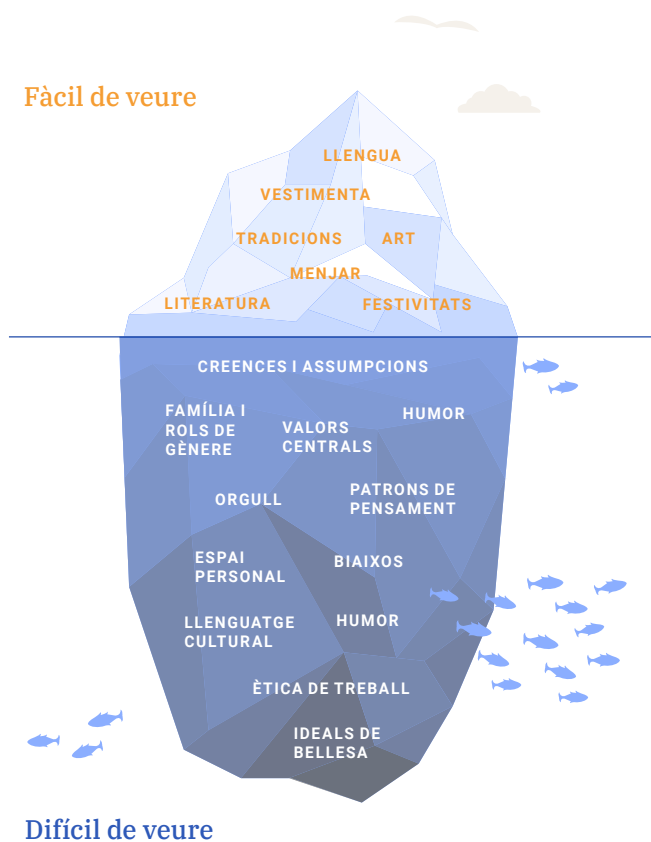 Fàcil de veure
LLENGUA
VESTIMENTA
TRADICIONS
ART
MENJAR
LITERATURA
FESTIVITATS
CREENCES I ASSUMPCIONS
FAMÍLIA I
ROLS DE
GÈNERE
VALORS
CENTRALS
HUMOR
ORGULL
PATRONS DE
PENSAMENT
ESPAI
PERSONAL
BIAIXOS
LLENGUATGE
CULTURAL
HUMOR
ÈTICA DE TREBALL
IDEALS DE
BELLESA
Difícil de veure